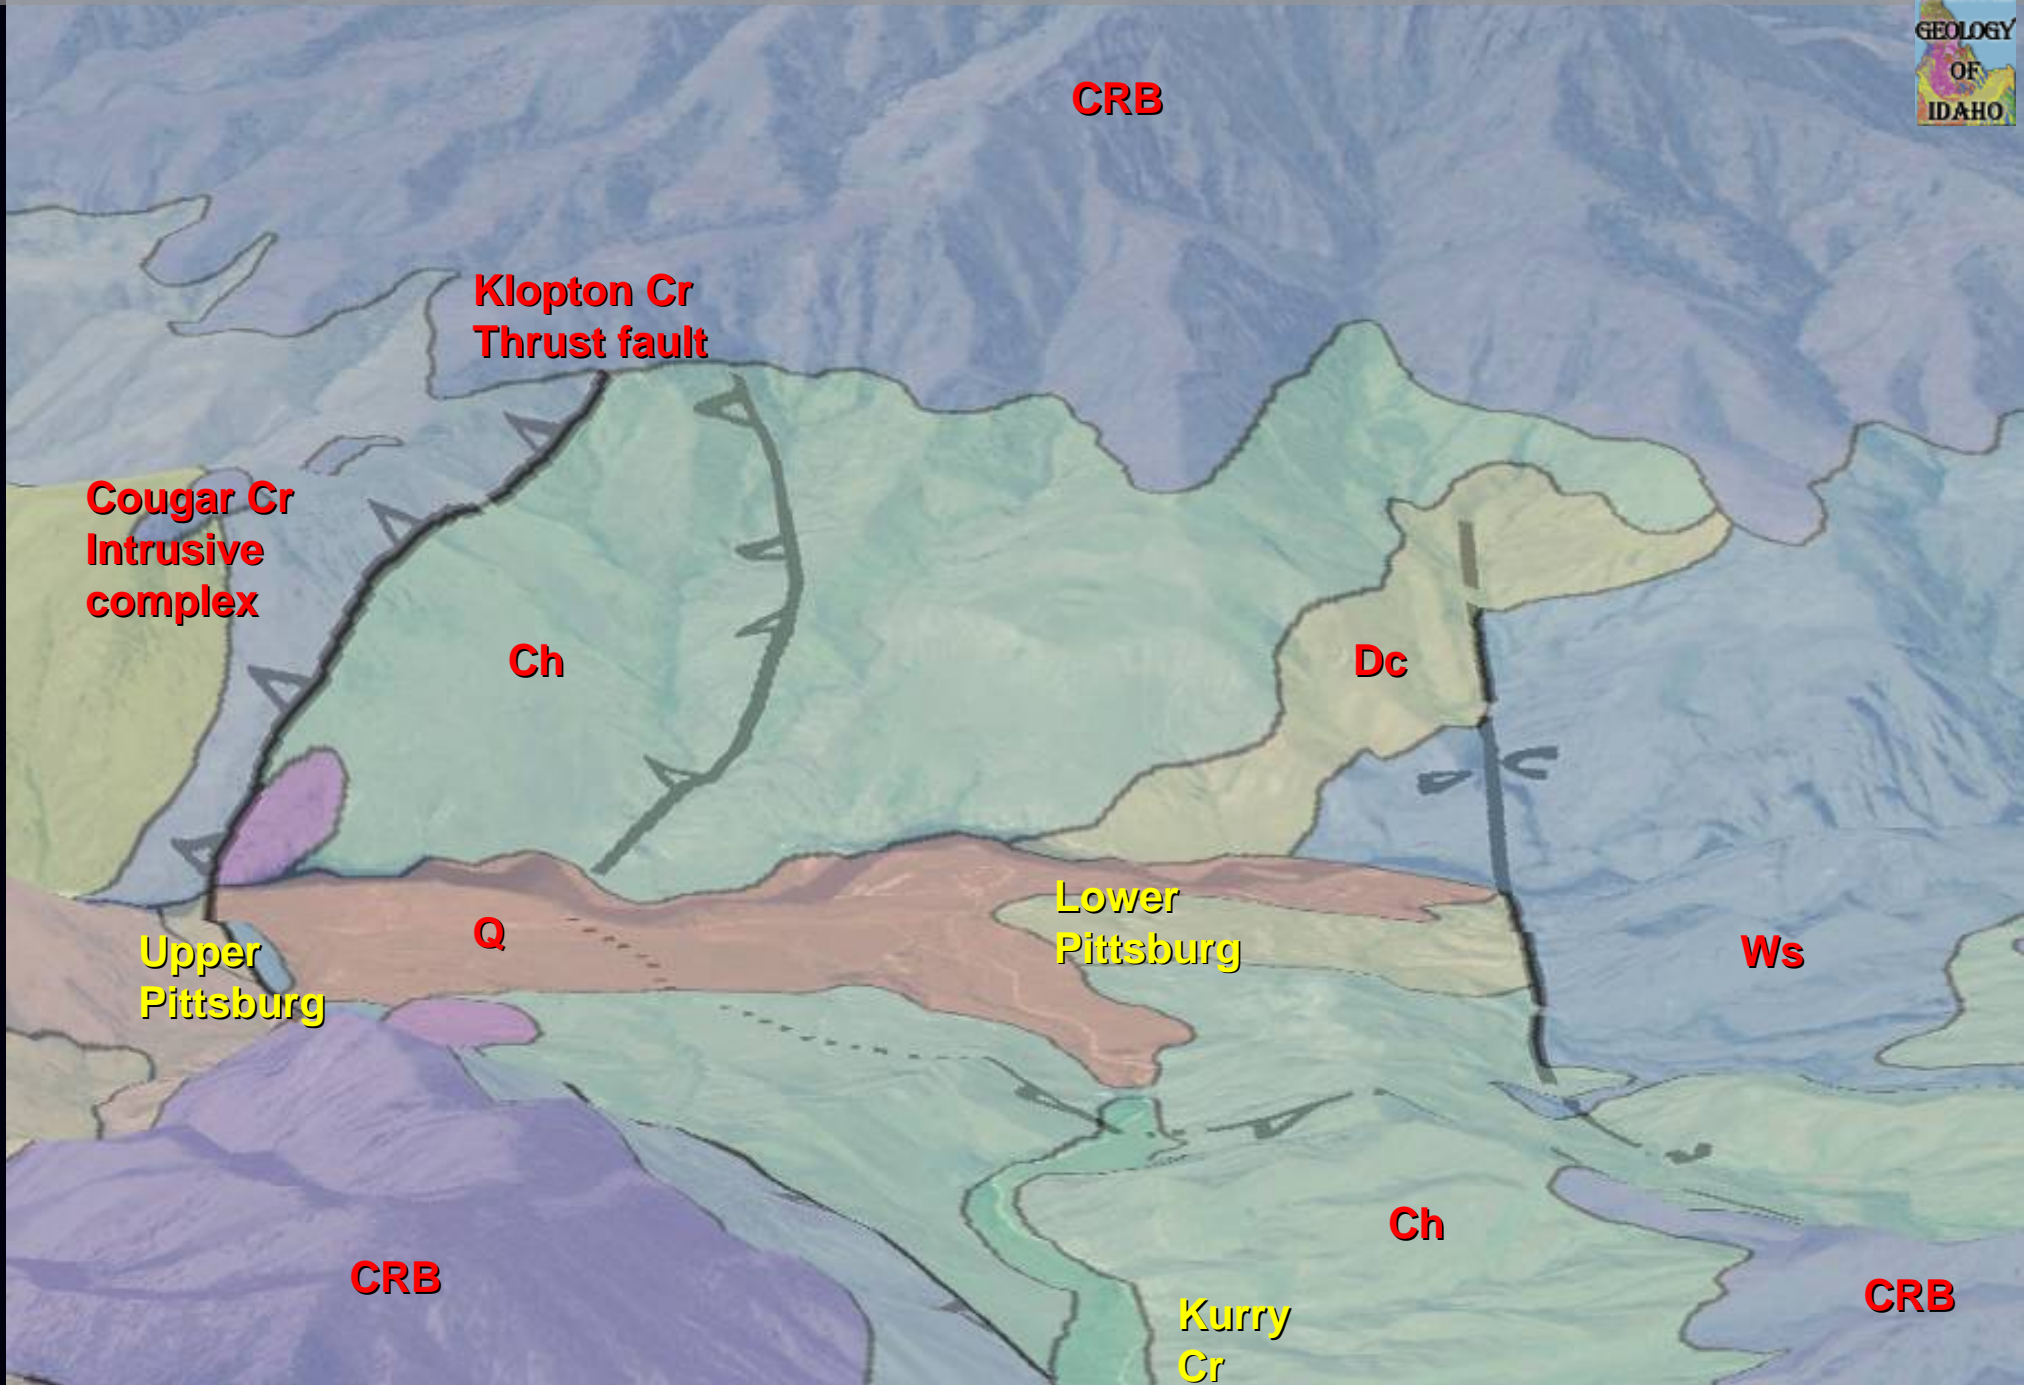 GEOLOGY
OF
IDAHO
CRB
Klopton Cr
Thrust fault
Cougar Cr
Intrusive
complex
Ch
Dc
Lower
Pittsburg
Q
Upper
Pittsburg
Ws
Ch
CRB
CRB
Kurry
Cr